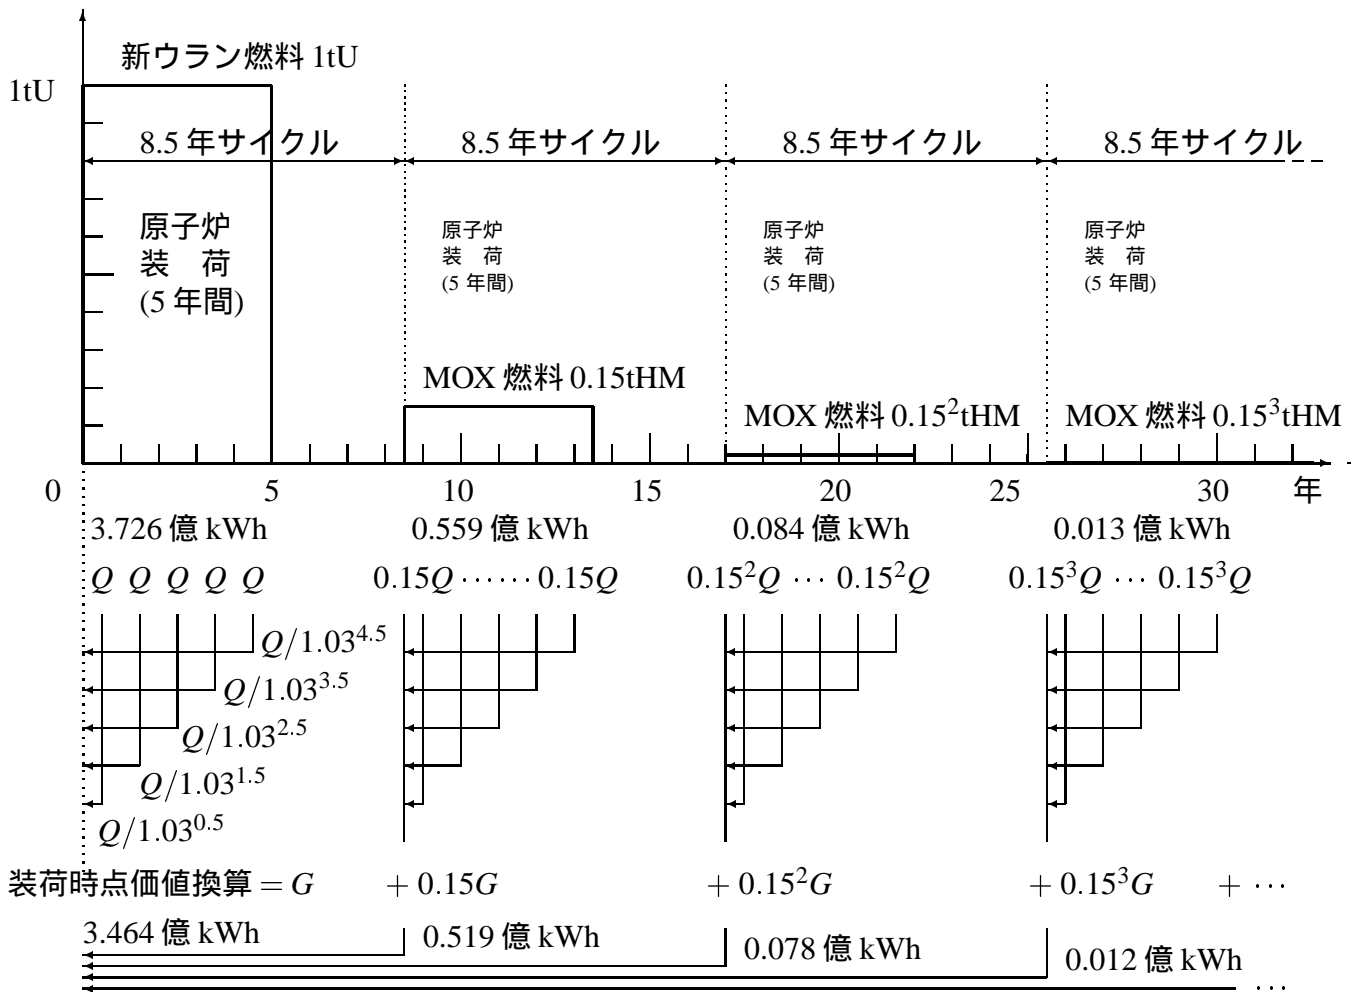 新ウラン燃料 1tU
1tU
8.5 年サイクル 8.5 年サイクル 8.5 年サイクル 8.5 年サイクル
原子炉
装 荷
(5 年間)
原子炉
装 荷
(5 年間)
原子炉
装 荷
(5 年間)
原子炉
装 荷
(5 年間)
MOX 燃料 0.15tHM
MOX 燃料 0.15²tHM
MOX 燃料 0.15³tHM
0 5 10 15 20 25 30 年
3.726 億 kWh 0.559 億 kWh 0.084 億 kWh 0.013 億 kWh
Q Q Q Q Q 0.15Q ⋯⋯ 0.15Q 0.15²Q ⋯ 0.15²Q 0.15³Q ⋯ 0.15³Q
Q/1.03^4.5
Q/1.03^3.5
Q/1.03^2.5
Q/1.03^1.5
Q/1.03^0.5
装荷時点価値換算 = G + 0.15G + 0.15²G + 0.15³G + ⋯
3.464 億 kWh 0.519 億 kWh 0.078 億 kWh 0.012 億 kWh
⋯